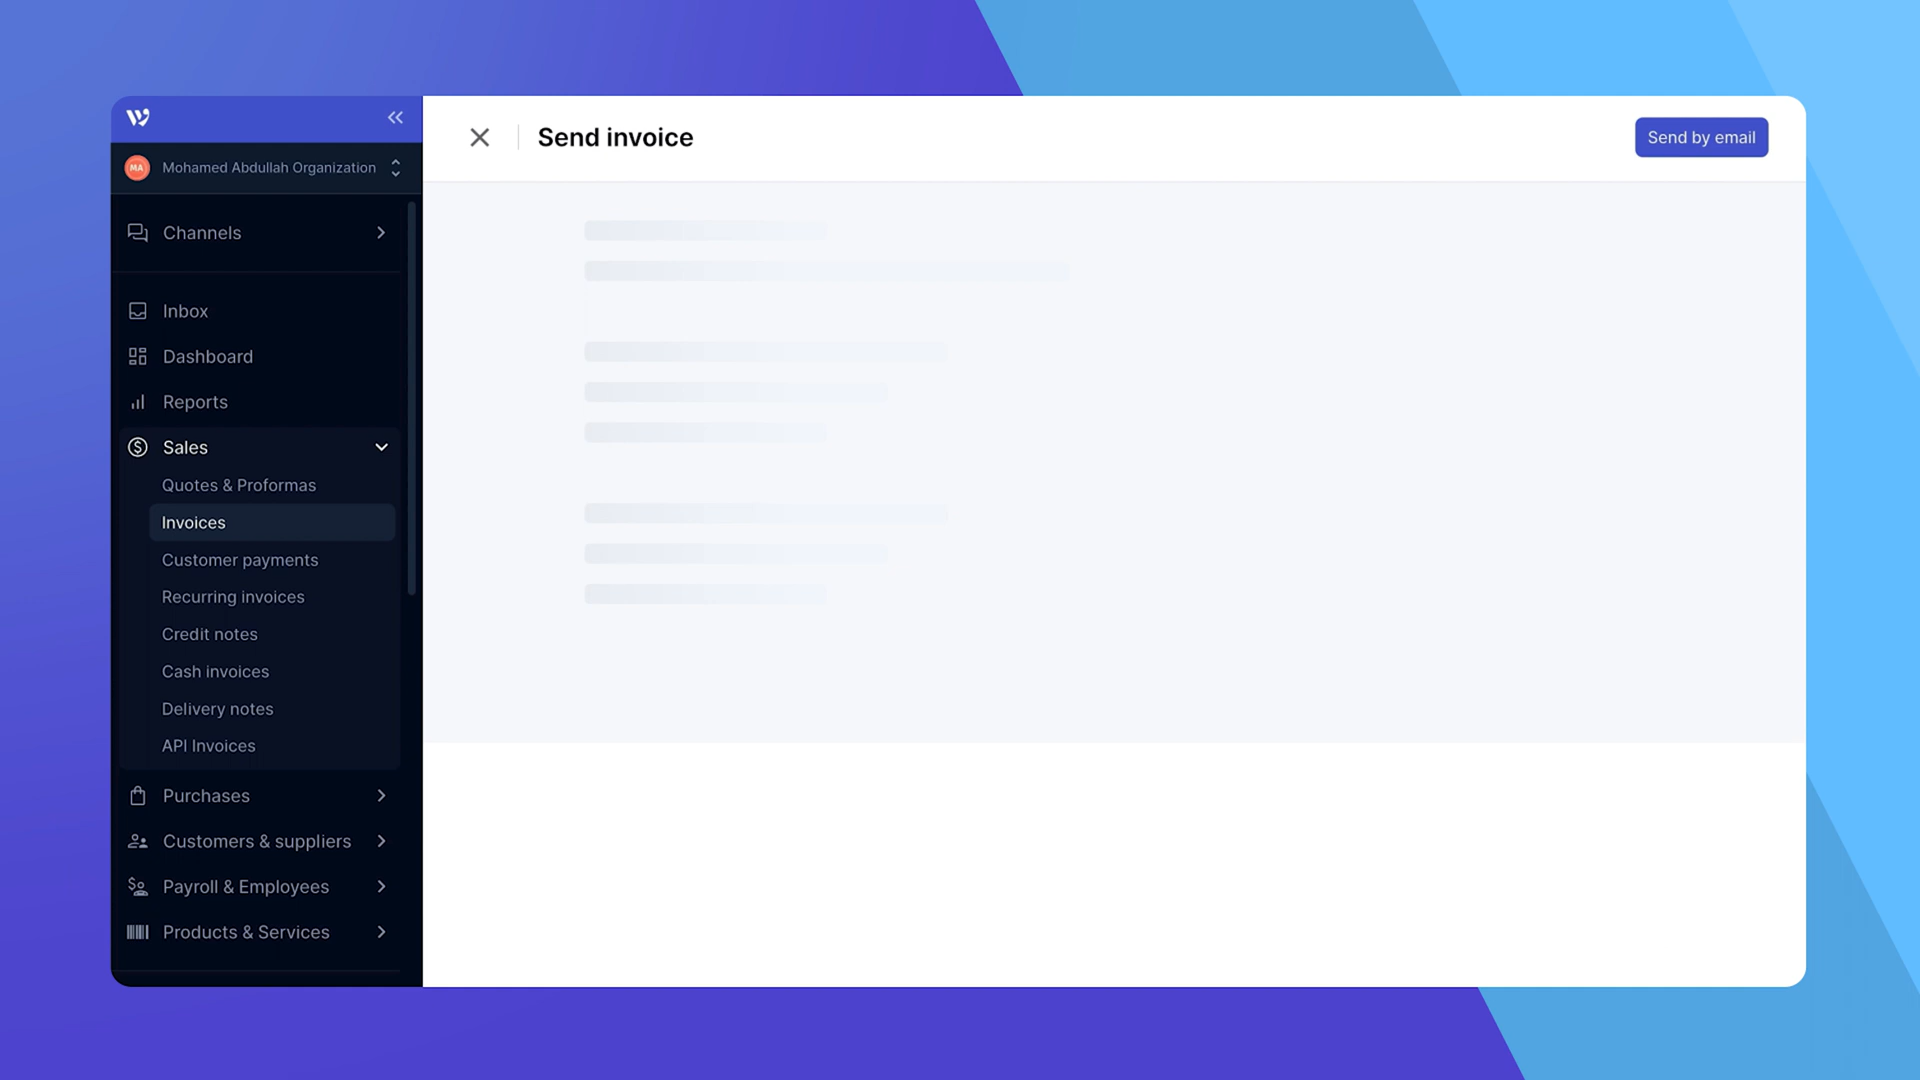 Send invoice
Send by email
MA
Mohamed Abdullah Organization
Channels
Inbox
Dashboard
Reports
Sales
Quotes & Proformas
Invoices
Customer payments
Recurring invoices
Credit notes
Cash invoices
Delivery notes
API Invoices
Purchases
Customers & suppliers
Payroll & Employees
Products & Services